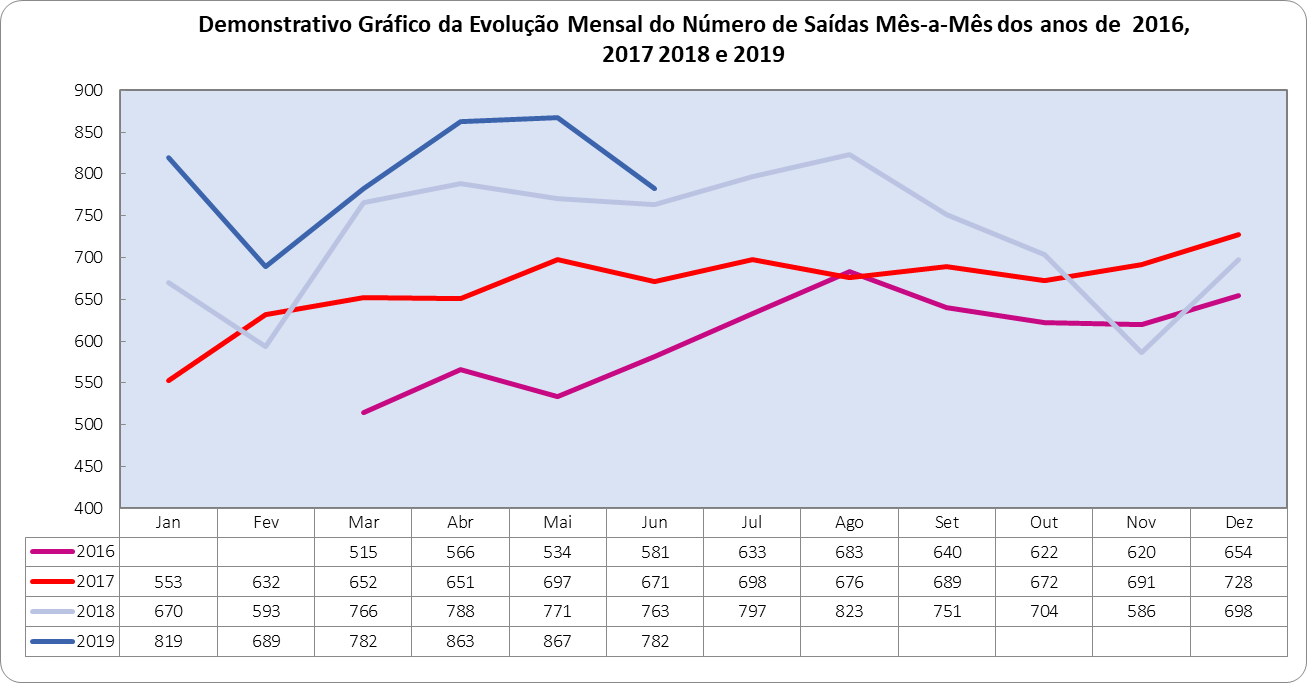 Demonstrativo Gráfico da Evolução Mensal do Número de Saídas Mês-a-Mês dos anos de 2016,
2017 2018 e 2019
900
850
800
750
700
650
600
550
500
450
400
Jan Fev Mar Abr Mai Jun Jul Ago Set Out Nov Dez
2016 515 566 534 581 633 683 640 622 620 654
2017 553 632 652 651 697 671 698 676 689 672 691 728
2018 670 593 766 788 771 763 797 823 751 704 586 698
2019 819 689 782 863 867 782